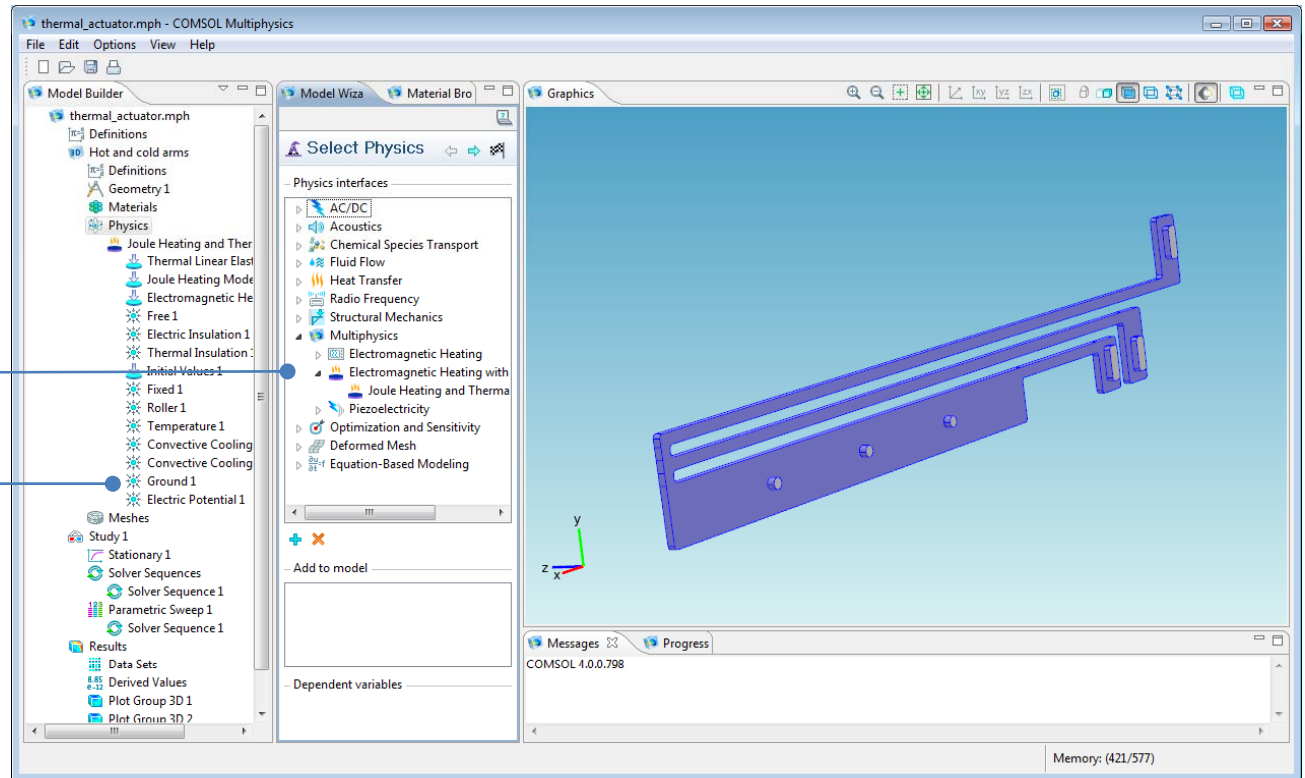 thermal_actuator.mph - COMSOL Multiphysics
File Edit Options View Help
Model Builder
thermal_actuator.mph
Definitions
Hot and cold arms
Definitions
Geometry 1
Materials
Physics
Joule Heating and Ther
Thermal Linear Elast
Joule Heating Mode
Electromagnetic He
Free 1
Electric Insulation 1
Thermal Insulation 1
Initial Values 1
Fixed 1
Roller 1
Temperature 1
Convective Cooling
Convective Cooling
Ground 1
Electric Potential 1
Meshes
Study 1
Stationary 1
Solver Sequences
Solver Sequence 1
Parametric Sweep 1
Solver Sequence 1
Results
Data Sets
Derived Values
Plot Group 3D 1
Plot Group 3D 2
Model Wiza
Material Bro
Select Physics
Physics interfaces
AC/DC
Acoustics
Chemical Species Transport
Fluid Flow
Heat Transfer
Radio Frequency
Structural Mechanics
Multiphysics
Electromagnetic Heating
Electromagnetic Heating with
Joule Heating and Therma
Piezoelectricity
Optimization and Sensitivity
Deformed Mesh
Equation-Based Modeling
Add to model
Dependent variables
Graphics
xy yz zx
y
z
x
Messages
Progress
COMSOL 4.0.0.798
Memory: (421/577)